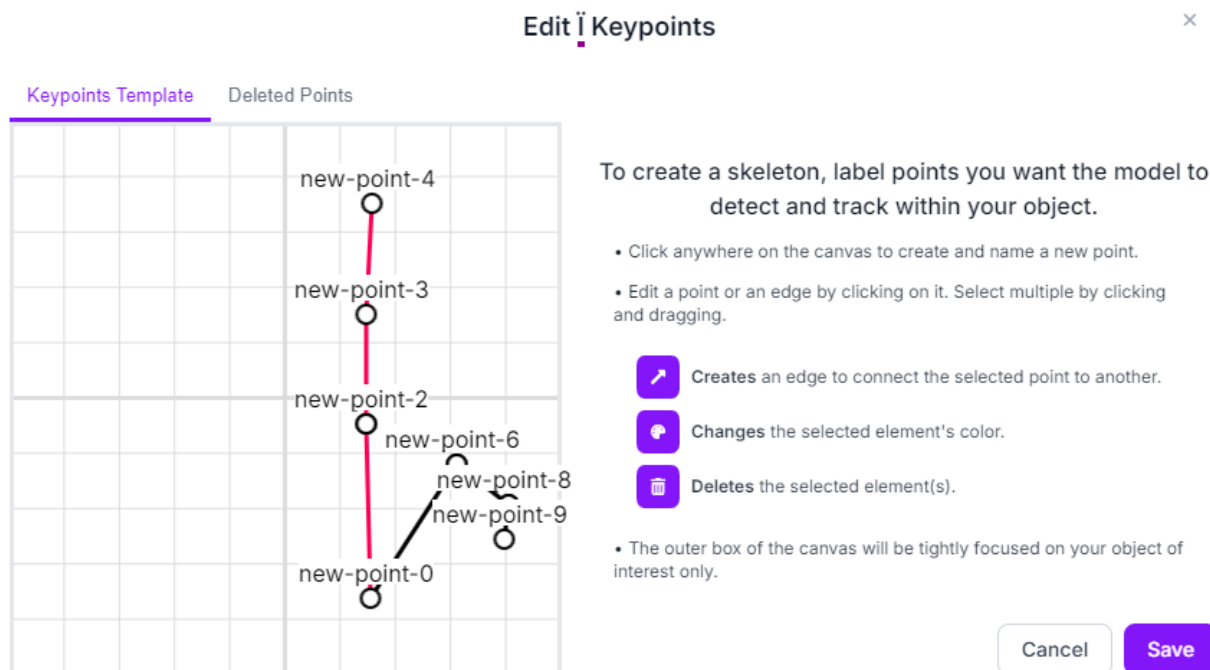 Edit Ï Keypoints
×
Keypoints Template
Deleted Points
new-point-4
new-point-3
new-point-2
new-point-6
new-point-8
new-point-9
new-point-0
To create a skeleton, label points you want the model to
detect and track within your object.
• Click anywhere on the canvas to create and name a new point.
• Edit a point or an edge by clicking on it. Select multiple by clicking
and dragging.
Creates an edge to connect the selected point to another.
Changes the selected element's color.
Deletes the selected element(s).
• The outer box of the canvas will be tightly focused on your object of
interest only.
Cancel
Save